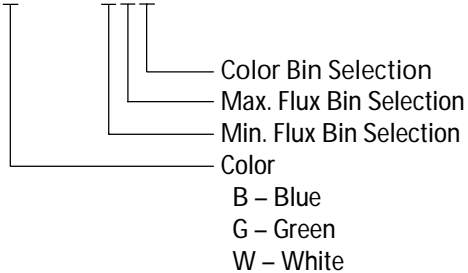 Color Bin Selection
Max. Flux Bin Selection
Min. Flux Bin Selection
Color
B – Blue
G – Green
W – White